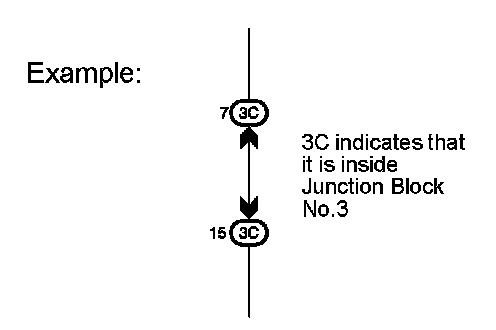 Example:
7 3C
3C indicates that
it is inside
Junction Block
No.3
15 3C